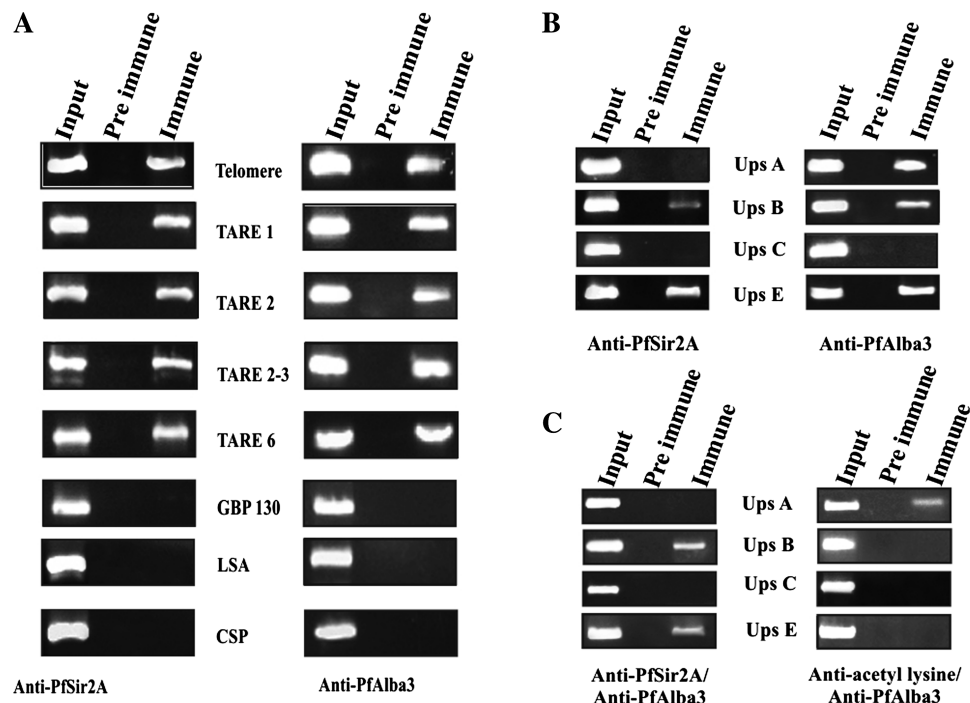 A
Input
Pre immune
Immune
Input
Pre immune
Immune
Telomere
TARE 1
TARE 2
TARE 2-3
TARE 6
GBP 130
LSA
CSP
Anti-PfSir2A
Anti-PfAlba3
B
Input
Pre immune
Immune
Input
Pre immune
Immune
Ups A
Ups B
Ups C
Ups E
Anti-PfSir2A
Anti-PfAlba3
C
Input
Pre immune
Immune
Input
Pre immune
Immune
Ups A
Ups B
Ups C
Ups E
Anti-PfSir2A/
Anti-PfAlba3
Anti-acetyl lysine/
Anti-PfAlba3